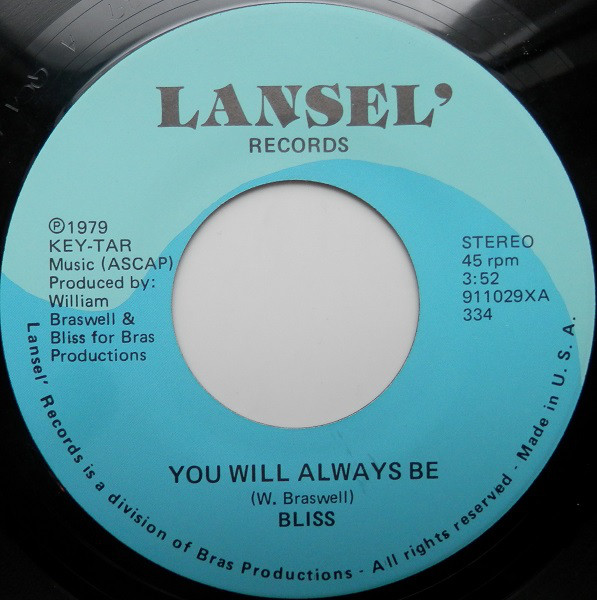 LANSEL’
RECORDS
℗1979
KEY-TAR
Music (ASCAP)
Produced by:
William
Braswell &
Bliss for Bras
Productions
STEREO
45 rpm
3:52
911029XA
334
YOU WILL ALWAYS BE
(W. Braswell)
BLISS
Lansel’ Records is a division of Bras Productions - All rights reserved - Made in U. S. A.